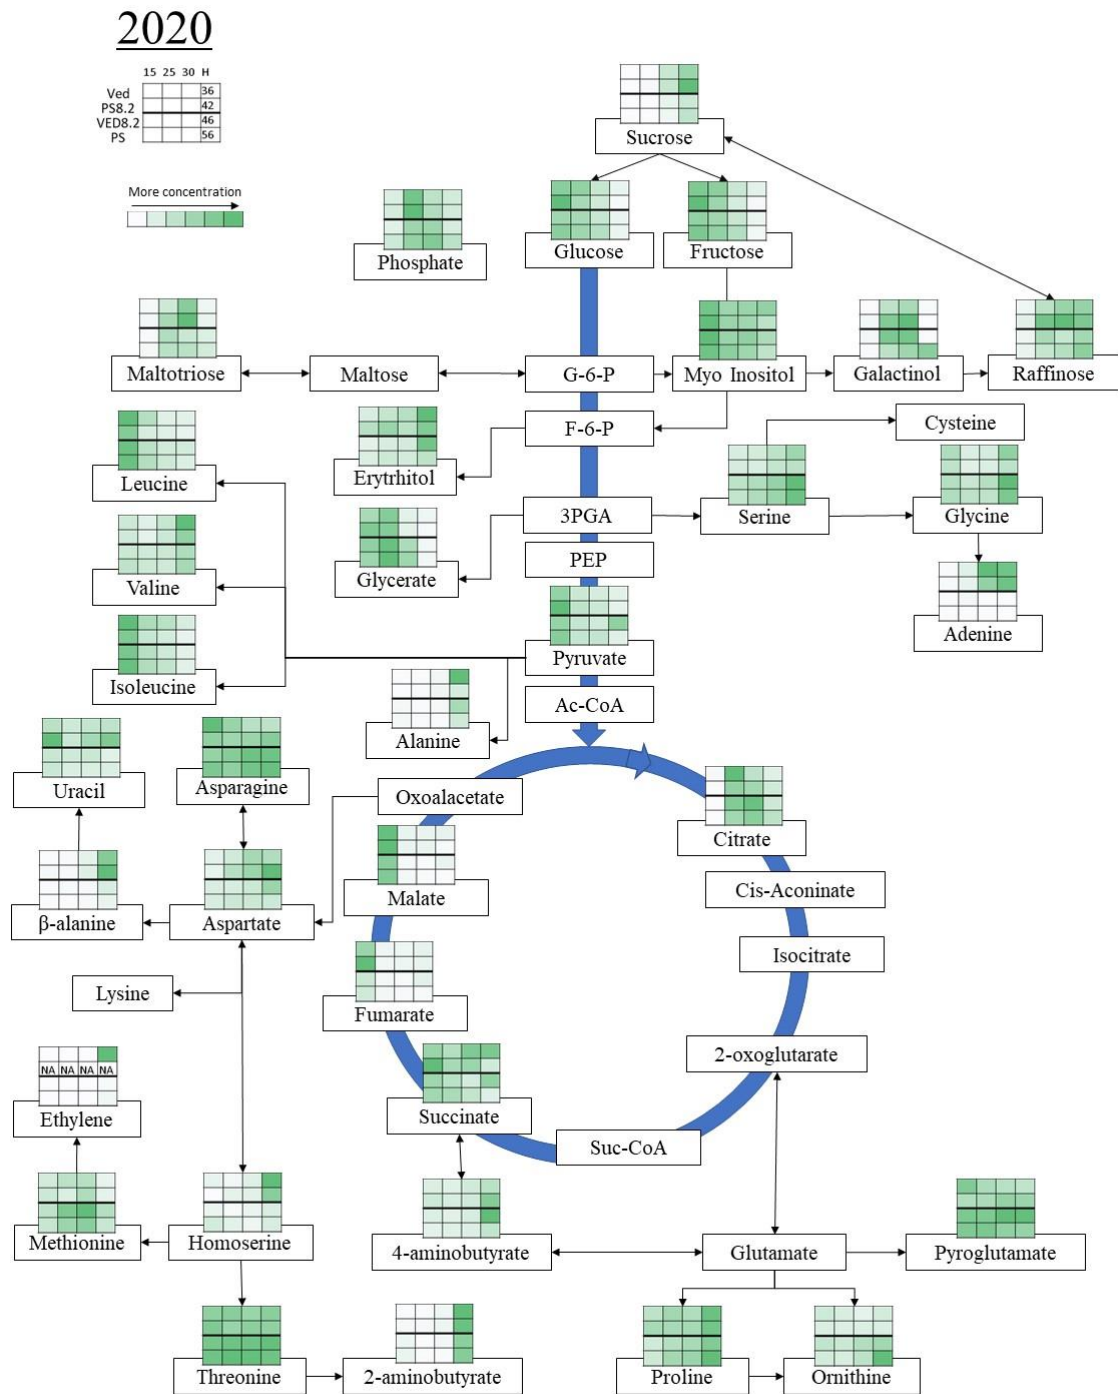 2020
15 25 30 H
Ved 36
PS8.2 42
VED8.2 46
PS 56
More concentration
Sucrose
Phosphate
Glucose
Fructose
Maltotriose
Maltose
G-6-P
Myo Inositol
Galactinol
Raffinose
F-6-P
Cysteine
Leucine
Erytrhitol
3PGA
Serine
Glycine
PEP
Valine
Glycerate
Adenine
Pyruvate
Isoleucine
Ac-CoA
Alanine
Uracil
Asparagine
Oxoalacetate
Citrate
Malate
Cis-Aconinate
β-alanine
Aspartate
Isocitrate
Lysine
Fumarate
2-oxoglutarate
NA NA NA NA
Ethylene
Succinate
Suc-CoA
Methionine
Homoserine
4-aminobutyrate
Glutamate
Pyroglutamate
Threonine
2-aminobutyrate
Proline
Ornithine